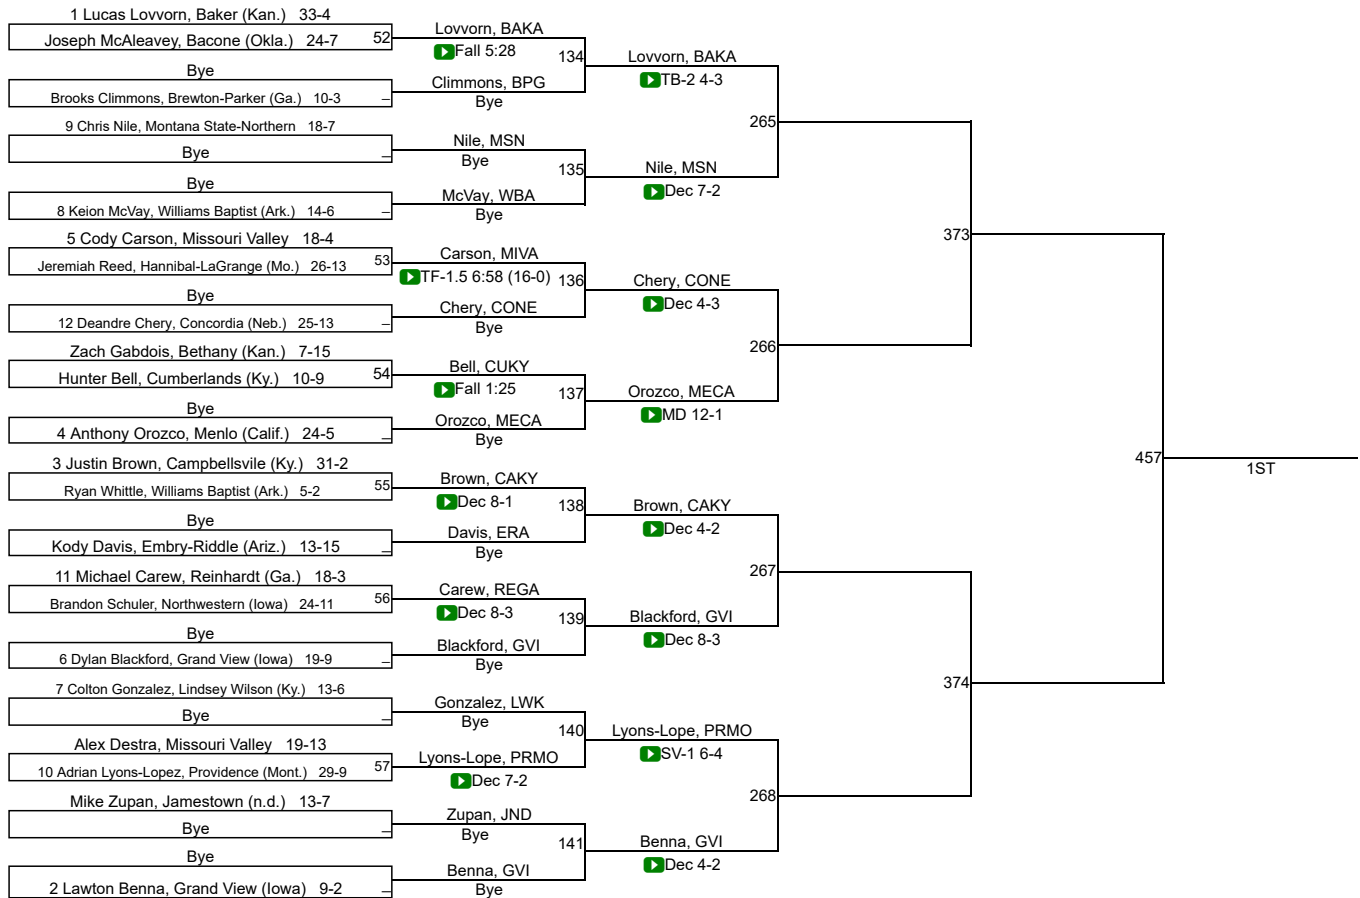 1 Lucas Lovvorn, Baker (Kan.) 33-4
Joseph McAleavey, Bacone (Okla.) 24-7
52
Bye
Brooks Climmons, Brewton-Parker (Ga.) 10-3
_
9 Chris Nile, Montana State-Northern 18-7
Bye
_
Bye
8 Keion McVay, Williams Baptist (Ark.) 14-6
_
5 Cody Carson, Missouri Valley 18-4
Jeremiah Reed, Hannibal-LaGrange (Mo.) 26-13
53
Bye
12 Deandre Chery, Concordia (Neb.) 25-13
_
Zach Gabdois, Bethany (Kan.) 7-15
Hunter Bell, Cumberlands (Ky.) 10-9
54
Bye
4 Anthony Orozco, Menlo (Calif.) 24-5
_
3 Justin Brown, Campbellsvile (Ky.) 31-2
Ryan Whittle, Williams Baptist (Ark.) 5-2
55
Bye
Kody Davis, Embry-Riddle (Ariz.) 13-15
_
11 Michael Carew, Reinhardt (Ga.) 18-3
Brandon Schuler, Northwestern (Iowa) 24-11
56
Bye
6 Dylan Blackford, Grand View (Iowa) 19-9
_
7 Colton Gonzalez, Lindsey Wilson (Ky.) 13-6
Bye
_
Alex Destra, Missouri Valley 19-13
10 Adrian Lyons-Lopez, Providence (Mont.) 29-9
57
Mike Zupan, Jamestown (n.d.) 13-7
Bye
_
Bye
2 Lawton Benna, Grand View (Iowa) 9-2
_
Lovvorn, BAKA
Fall 5:28
134
Climmons, BPG
Bye
Nile, MSN
Bye
135
McVay, WBA
Bye
Carson, MIVA
TF-1.5 6:58 (16-0)
136
Chery, CONE
Bye
Bell, CUKY
Fall 1:25
137
Orozco, MECA
Bye
Brown, CAKY
Dec 8-1
138
Davis, ERA
Bye
Carew, REGA
Dec 8-3
139
Blackford, GVI
Bye
Gonzalez, LWK
Bye
140
Lyons-Lope, PRMO
Dec 7-2
Zupan, JND
Bye
141
Benna, GVI
Bye
Lovvorn, BAKA
TB-2 4-3
265
Nile, MSN
Dec 7-2
Chery, CONE
Dec 4-3
266
Orozco, MECA
MD 12-1
Brown, CAKY
Dec 4-2
267
Blackford, GVI
Dec 8-3
Lyons-Lope, PRMO
SV-1 6-4
268
Benna, GVI
Dec 4-2
373
374
457
1ST